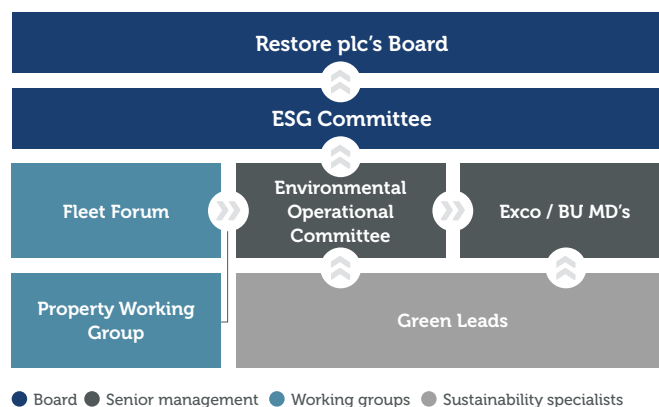 Restore plc's Board
ESG Committee
Fleet Forum
Environmental
Operational
Committee
Exco / BU MD's
Property Working
Group
Green Leads
Board
Senior management
Working groups
Sustainability specialists